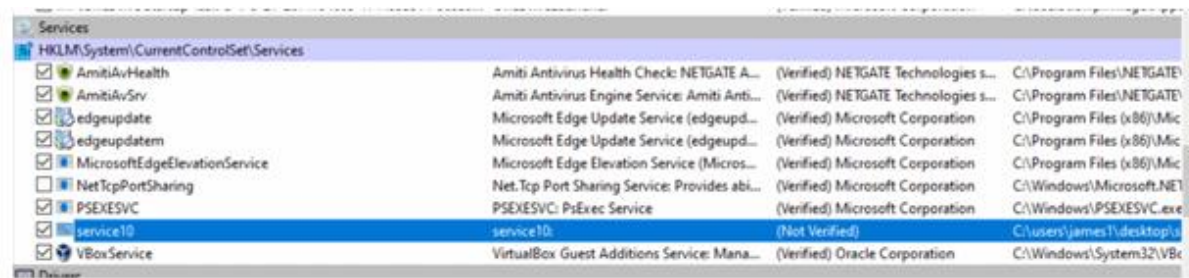 Services
HKLM\System\CurrentControlSet\Services
AmitiAvHealth Amiti Antivirus Health Check: NETGATE A... (Verified) NETGATE Technologies s... C:\Program Files\NETGATE\
AmitiAvSrv Amiti Antivirus Engine Service: Amiti Anti... (Verified) NETGATE Technologies s... C:\Program Files\NETGATE\
edgeupdate Microsoft Edge Update Service (edgeupd... (Verified) Microsoft Corporation C:\Program Files (x86)\Mic
edgeupdatem Microsoft Edge Update Service (edgeupd... (Verified) Microsoft Corporation C:\Program Files (x86)\Mic
MicrosoftEdgeElevationService Microsoft Edge Elevation Service (Micros... (Verified) Microsoft Corporation C:\Program Files (x86)\Mic
NetTcpPortSharing Net.Tcp Port Sharing Service: Provides abi... (Verified) Microsoft Corporation C:\Windows\Microsoft.NET
PSEXESVC PSEXESVC: PsExec Service (Verified) Microsoft Corporation C:\Windows\PSEXESVC.exe
service10 service10: (Not Verified) C:\users\james1\desktop\s
VBoxService VirtualBox Guest Additions Service: Mana... (Verified) Oracle Corporation C:\Windows\System32\VBo
Drivers